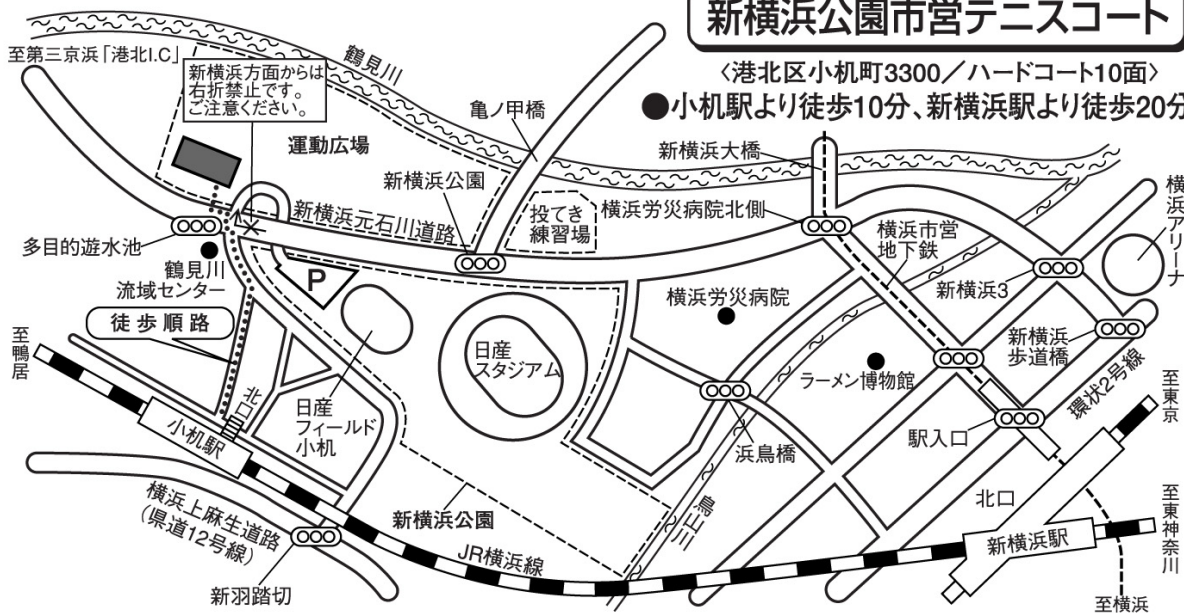 新横浜公園市営テニスコート
〈港北区小机町3300／ハードコート10面〉
●小机駅より徒歩10分、新横浜駅より徒歩20分
至第三京浜「港北I.C」
新横浜方面からは
右折禁止です。
ご注意ください。
鶴見川
亀ノ甲橋
運動広場
新横浜公園
新横浜元石川道路
投てき
練習場
新横浜大橋
横浜労災病院北側
横浜市営
地下鉄
横浜アリーナ
多目的遊水池
鶴見川
流域センター
P
新横浜3
横浜労災病院
徒歩順路
新横浜
歩道橋
至鴨居
日産
スタジアム
ラーメン博物館
環状2号線
至東京
北口
日産
フィールド
小机
小机駅
浜鳥橋
駅入口
横浜上麻生道路
(県道12号線)
新横浜公園
鳥山川
北口
至東神奈川
新横浜駅
JR横浜線
新羽踏切
至横浜